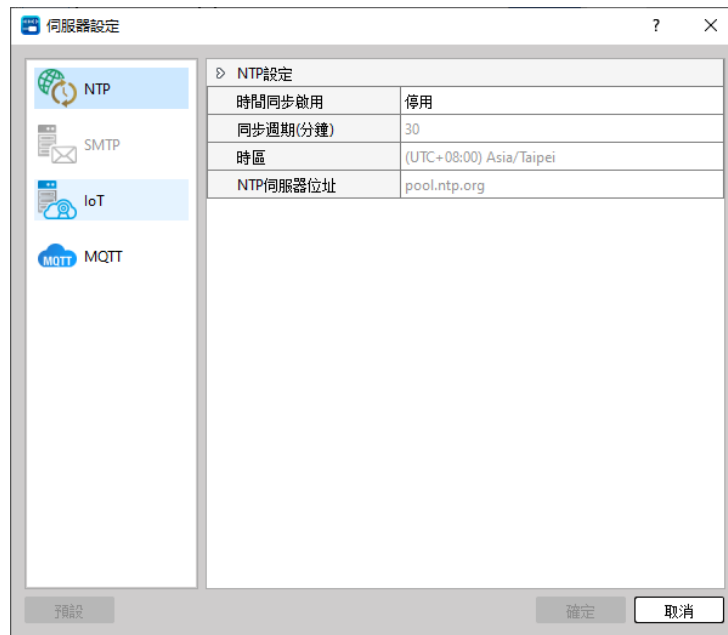 伺服器設定
NTP
SMTP
IoT
MQTT
MQTT
NTP設定
時間同步啟用 停用
同步週期(分鐘) 30
時區 (UTC+08:00) Asia/Taipei
NTP伺服器位址 pool.ntp.org
預設
確定
取消